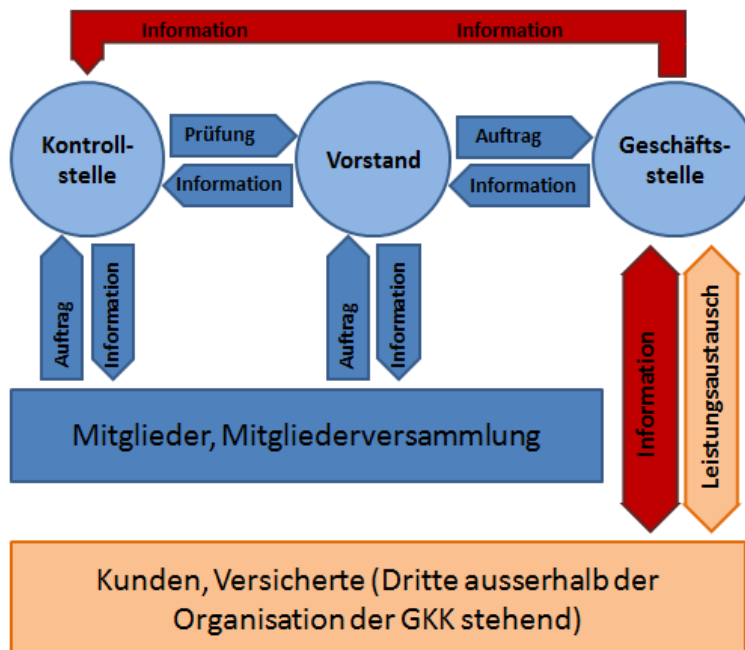 Information Information
Kontroll-
stelle
Prüfung
Information
Vorstand
Auftrag
Information
Geschäfts-
stelle
Auftrag
Information
Auftrag
Information
Information
Leistungsaustausch
Mitglieder, Mitgliederversammlung
Kunden, Versicherte (Dritte ausserhalb der
Organisation der GKK stehend)